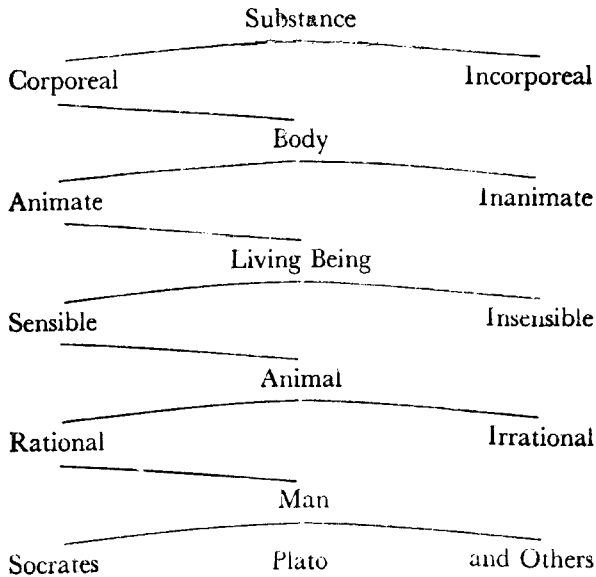 Substance
Corporeal Incorporeal
Body
Animate Inanimate
Living Being
Sensible Insensible
Animal
Rational Irrational
Man
Socrates Plato and Others